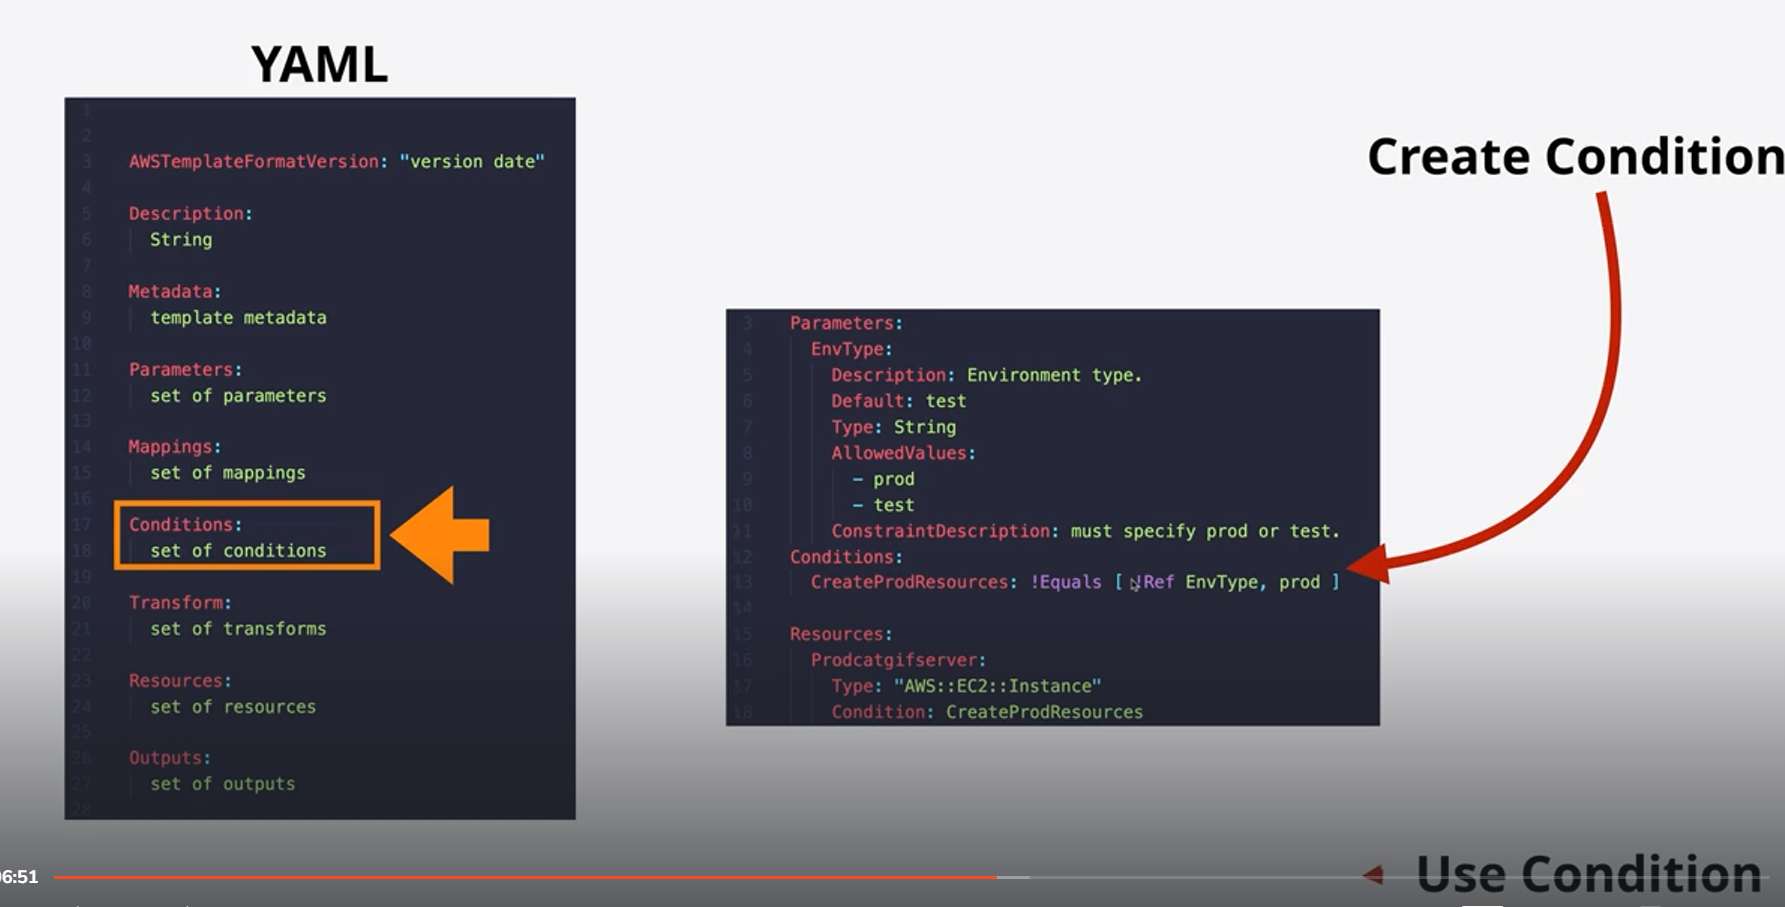 YAML
1
2
3 AWSTemplateFormatVersion: "version date"
4
5 Description:
6 String
7
8 Metadata:
9 template metadata
10
11 Parameters:
12 set of parameters
13
14 Mappings:
15 set of mappings
16
17 Conditions:
18 set of conditions
19
20 Transform:
21 set of transforms
22
23 Resources:
24 set of resources
25
26 Outputs:
27 set of outputs
28
Create Condition
3 Parameters:
4 EnvType:
5 Description: Environment type.
6 Default: test
7 Type: String
8 AllowedValues:
9 - prod
10 - test
11 ConstraintDescription: must specify prod or test.
12 Conditions:
13 CreateProdResources: !Equals [ !Ref EnvType, prod ]
14
15 Resources:
16 Prodcatgifserver:
17 Type: "AWS::EC2::Instance"
18 Condition: CreateProdResources
Use Condition
06:51